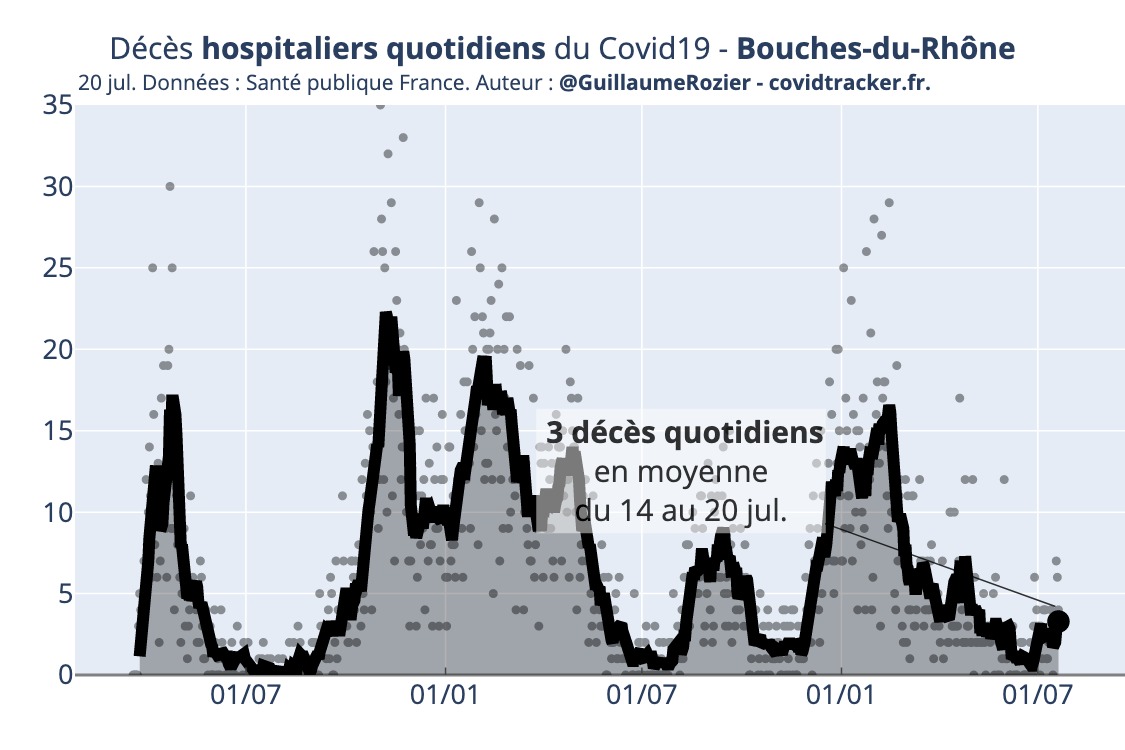 Décès hospitaliers quotidiens du Covid19 - Bouches-du-Rhône
20 jul. Données : Santé publique France. Auteur : @GuillaumeRozier - covidtracker.fr.
35
30
25
20
15
10
5
0
3 décès quotidiens
en moyenne
du 14 au 20 jul.
01/07 01/01 01/07 01/01 01/07